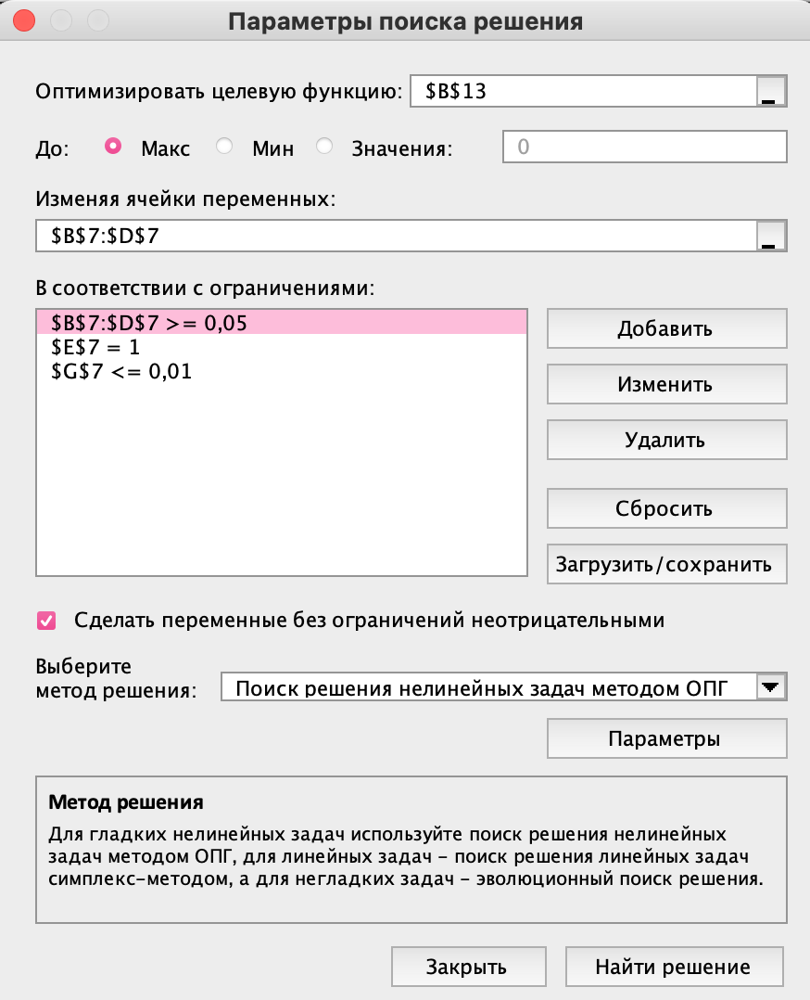 Параметры поиска решения
Оптимизировать целевую функцию: $B$13
До: Макс Мин Значения: 0
Изменяя ячейки переменных:
$B$7:$D$7
В соответствии с ограничениями:
$B$7:$D$7 >= 0,05
$E$7 = 1
$G$7 <= 0,01
Добавить
Изменить
Удалить
Сбросить
Загрузить/сохранить
Сделать переменные без ограничений неотрицательными
Выберите
метод решения:
Поиск решения нелинейных задач методом ОПГ
Параметры
Метод решения
Для гладких нелинейных задач используйте поиск решения нелинейных
задач методом ОПГ, для линейных задач – поиск решения линейных задач
симплекс-методом, а для негладких задач – эволюционный поиск решения.
Закрыть
Найти решение